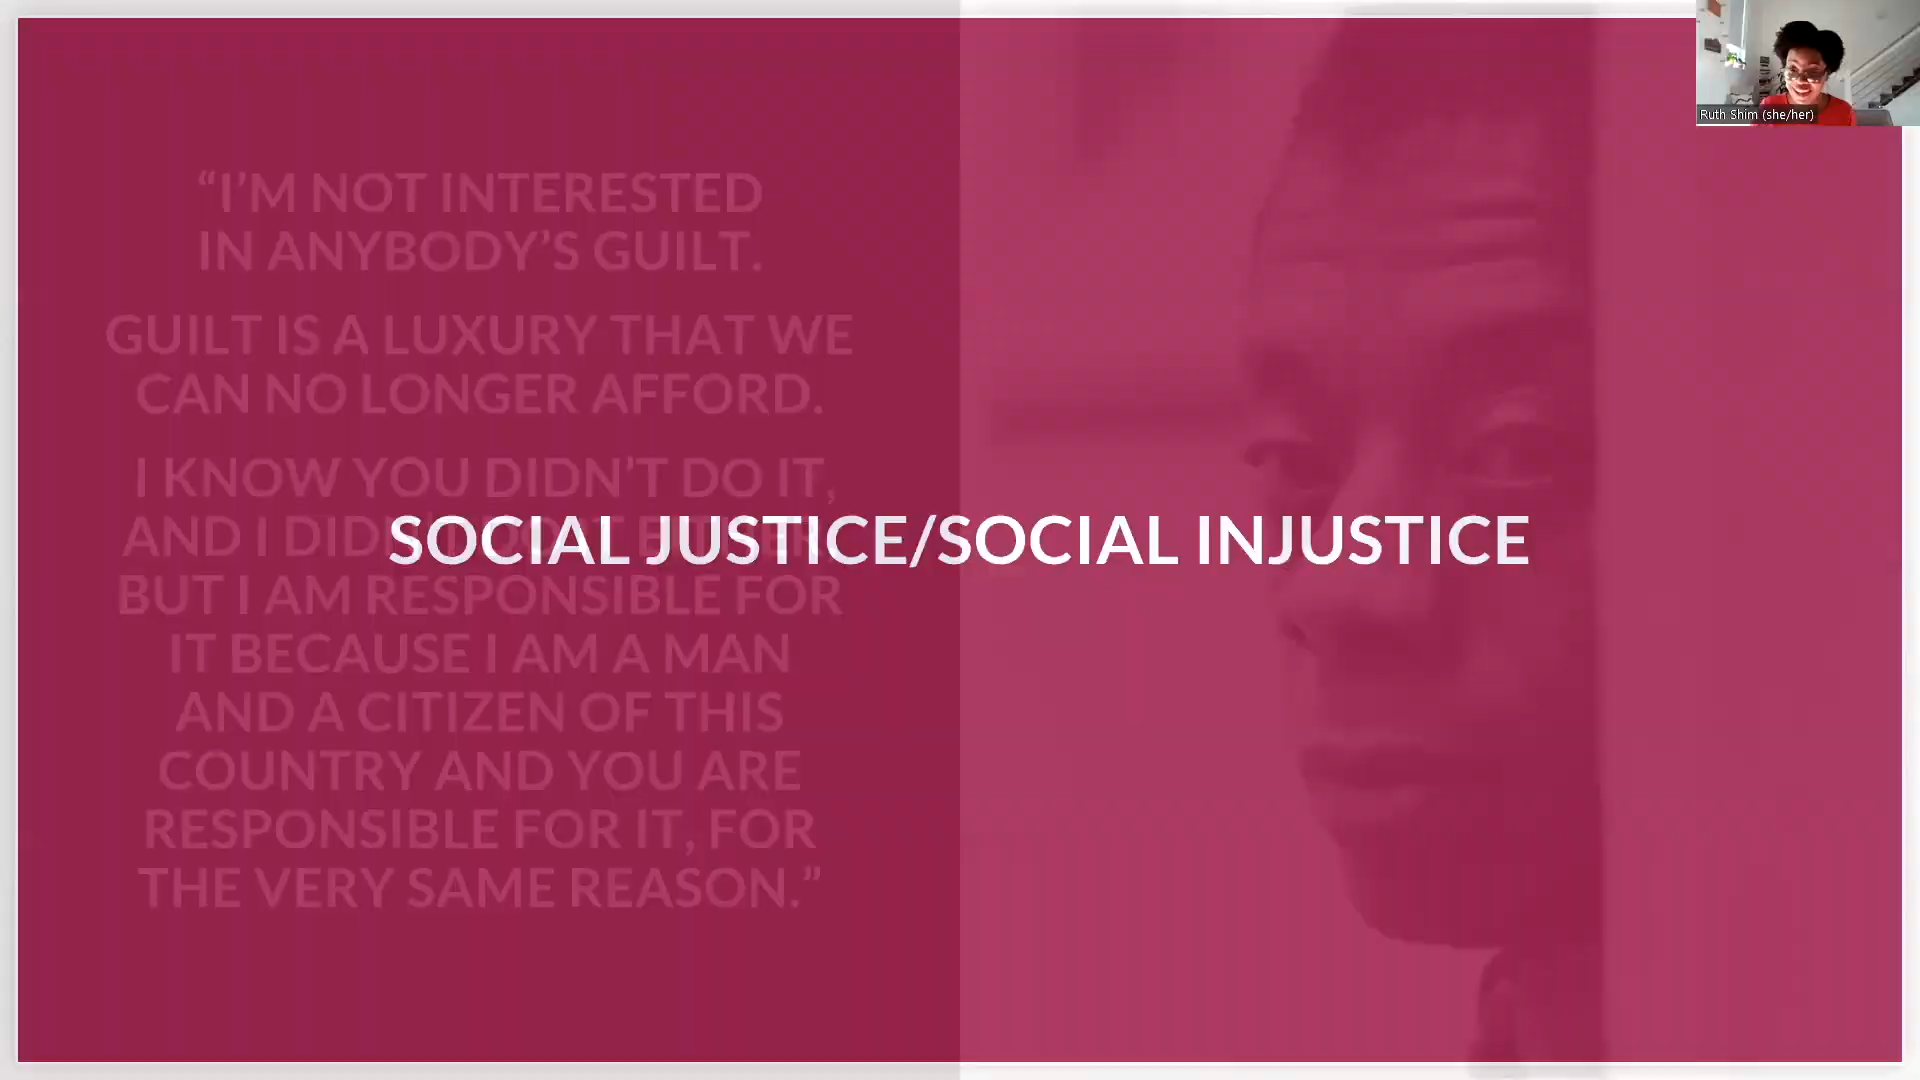 Ruth Shim (she/her)
“I’M NOT INTERESTED
IN ANYBODY’S GUILT.
GUILT IS A LUXURY THAT WE
CAN NO LONGER AFFORD.
I KNOW YOU DIDN’T DO IT,
AND I DID
SOCIAL JUSTICE/SOCIAL INJUSTICE
BUT I AM RESPONSIBLE FOR
IT BECAUSE I AM A MAN
AND A CITIZEN OF THIS
COUNTRY AND YOU ARE
RESPONSIBLE FOR IT, FOR
THE VERY SAME REASON.”